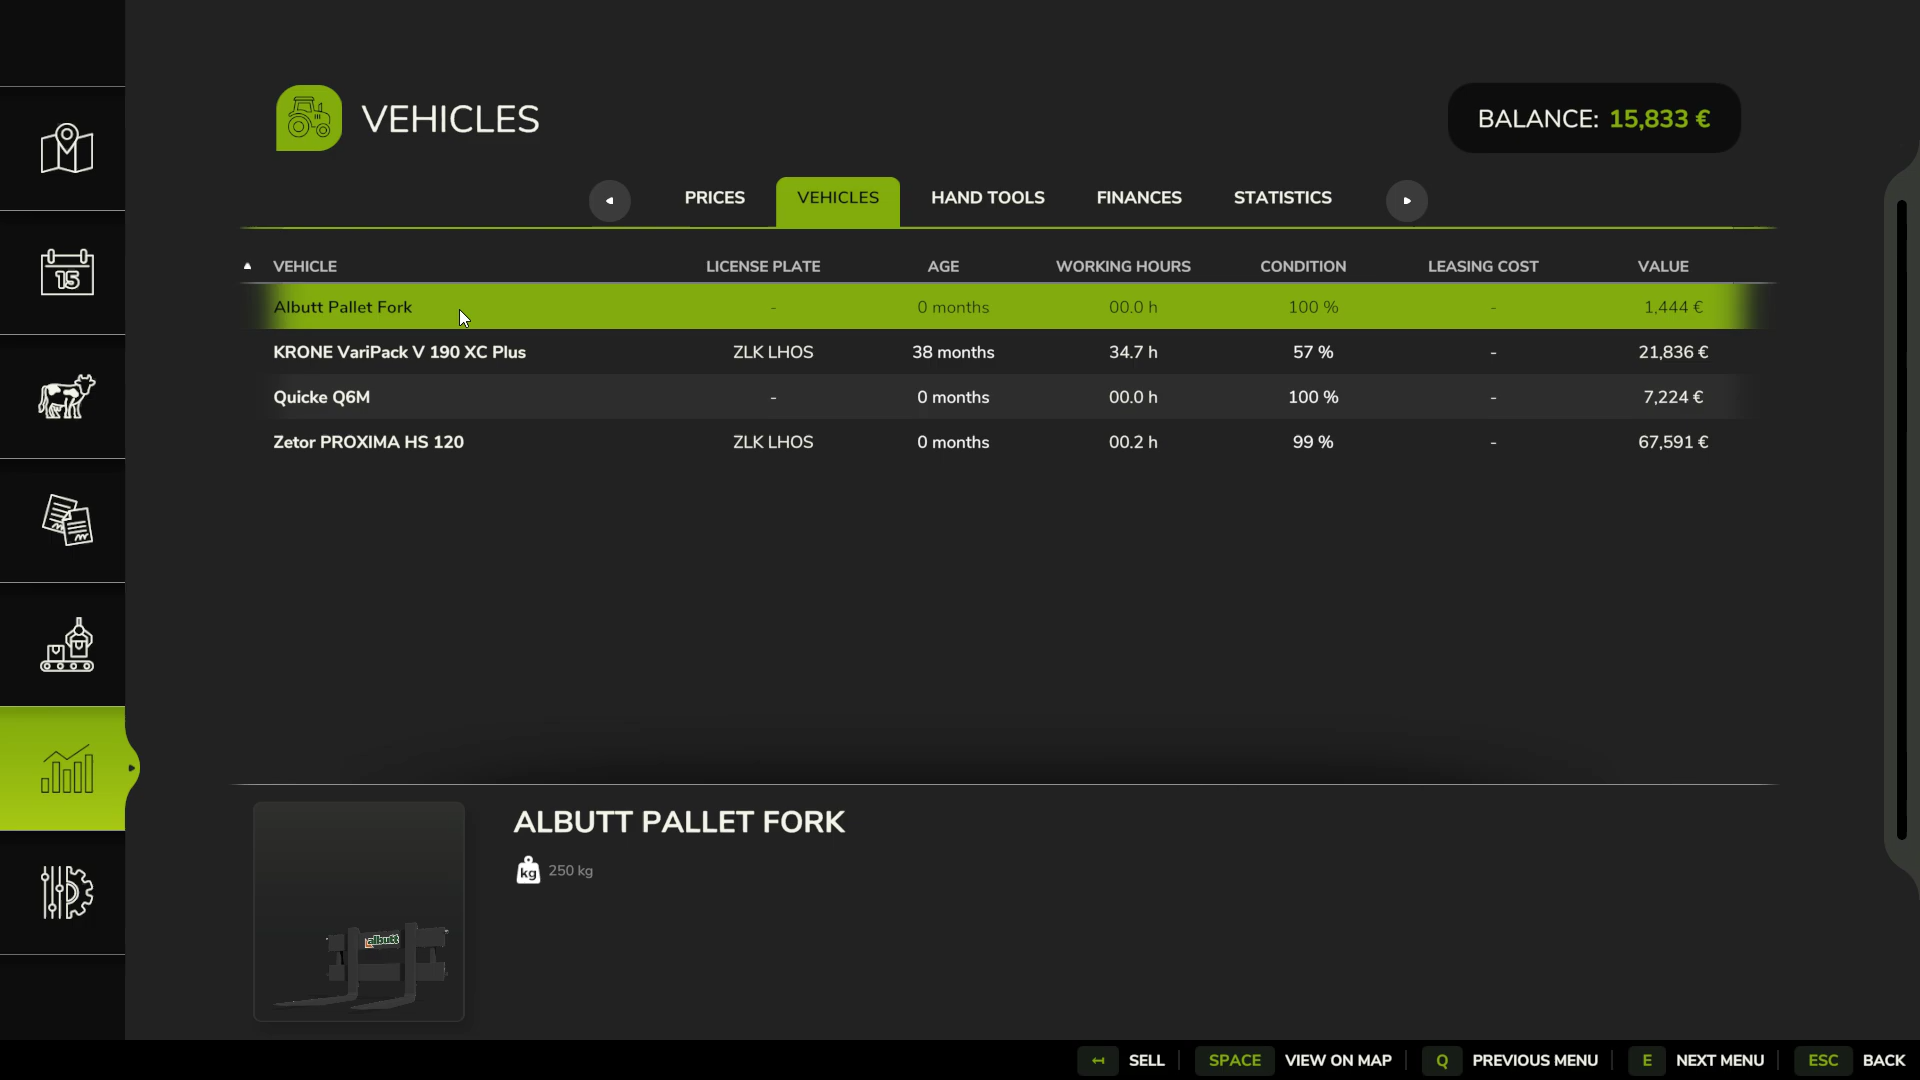 VEHICLES
BALANCE: 15,833 €
PRICES VEHICLES HAND TOOLS FINANCES STATISTICS
VEHICLE LICENSE PLATE AGE WORKING HOURS CONDITION LEASING COST VALUE
Albutt Pallet Fork - 0 months 00.0 h 100 % - 1,444 €
KRONE VariPack V 190 XC Plus ZLK LHOS 38 months 34.7 h 57 % - 21,836 €
Quicke Q6M - 0 months 00.0 h 100 % - 7,224 €
Zetor PROXIMA HS 120 ZLK LHOS 0 months 00.2 h 99 % - 67,591 €
15
ALBUTT PALLET FORK
kg 250 kg
albutt
SELL SPACE VIEW ON MAP Q PREVIOUS MENU E NEXT MENU ESC BACK